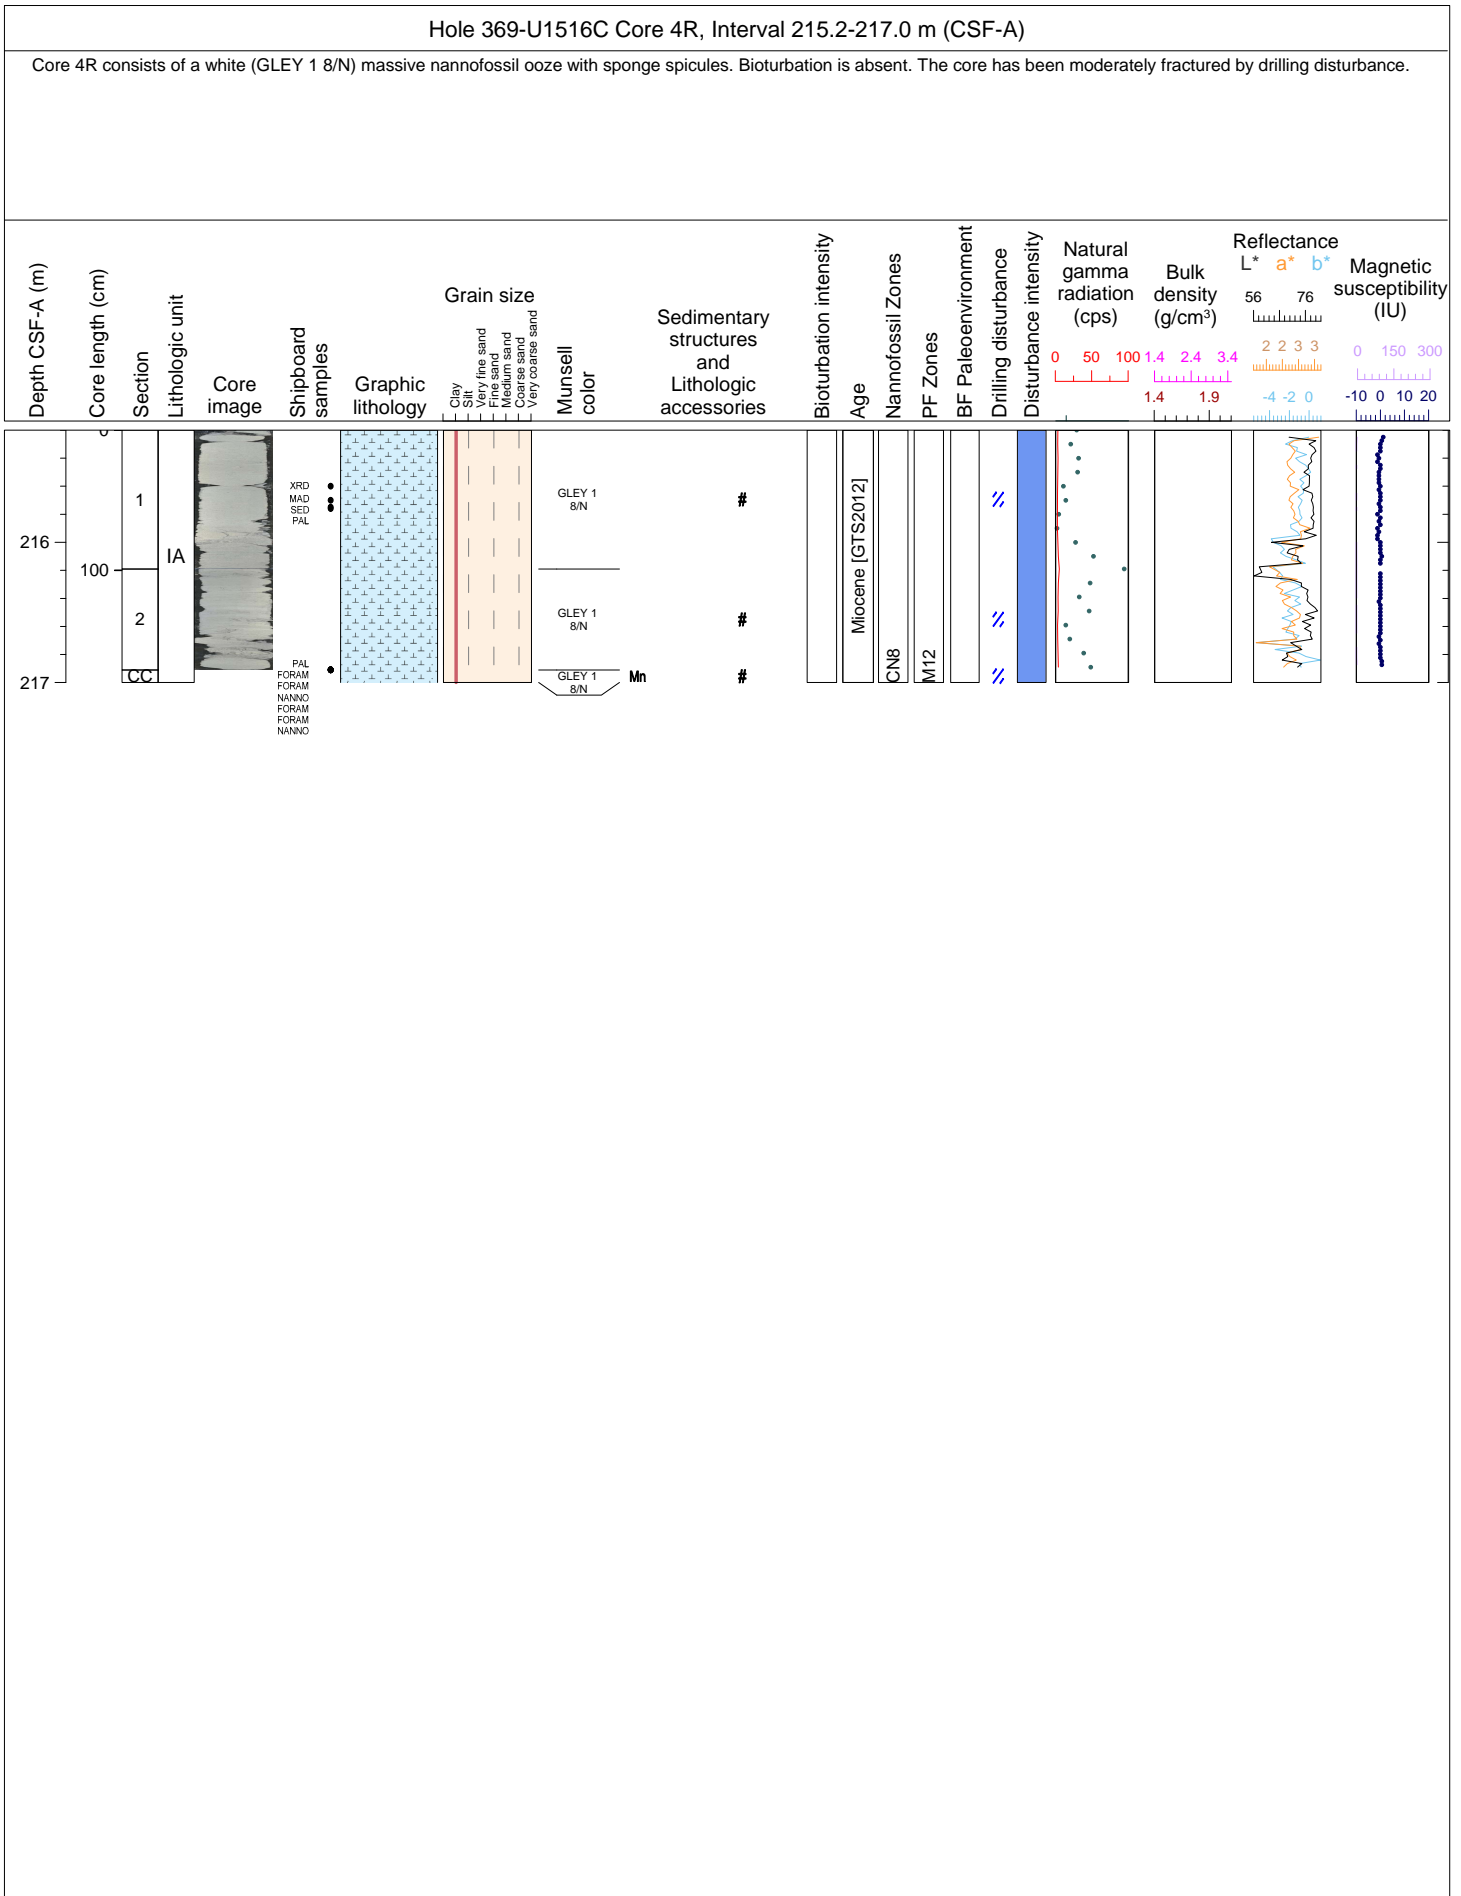 Hole 369-U1516C Core 4R, Interval 215.2-217.0 m (CSF-A)
Core 4R consists of a white (GLEY 1 8/N) massive nannofossil ooze with sponge spicules. Bioturbation is absent. The core has been moderately fractured by drilling disturbance.
Depth CSF-A (m)
Core length (cm)
Section
Lithologic unit
Core
image
Shipboard
samples
Graphic
lithology
Grain size
Clay
Silt
Very fine sand
Fine sand
Medium sand
Coarse sand
Very coarse sand
Munsell
color
Sedimentary
structures
and
Lithologic
accessories
Bioturbation intensity
Age
Nannofossil Zones
PF Zones
BF Paleoenvironment
Drilling disturbance
Disturbance intensity
Natural
gamma
radiation
(cps)
0 50 100
Bulk
density
(g/cm³)
1.4 2.4 3.4
1.4 1.9
Reflectance
L* a* b*
56 76
2 2 3 3
-4 -2 0
Magnetic
susceptibility
(IU)
0 150 300
-10 0 10 20
0
216
100
217
1
2
CC
IA
XRD
MAD
SED
PAL
PAL
FORAM
FORAM
NANNO
FORAM
FORAM
NANNO
GLEY 1
8/N
GLEY 1
8/N
GLEY 1
8/N
Mn
#
#
#
Miocene [GTS2012]
CN8
M12